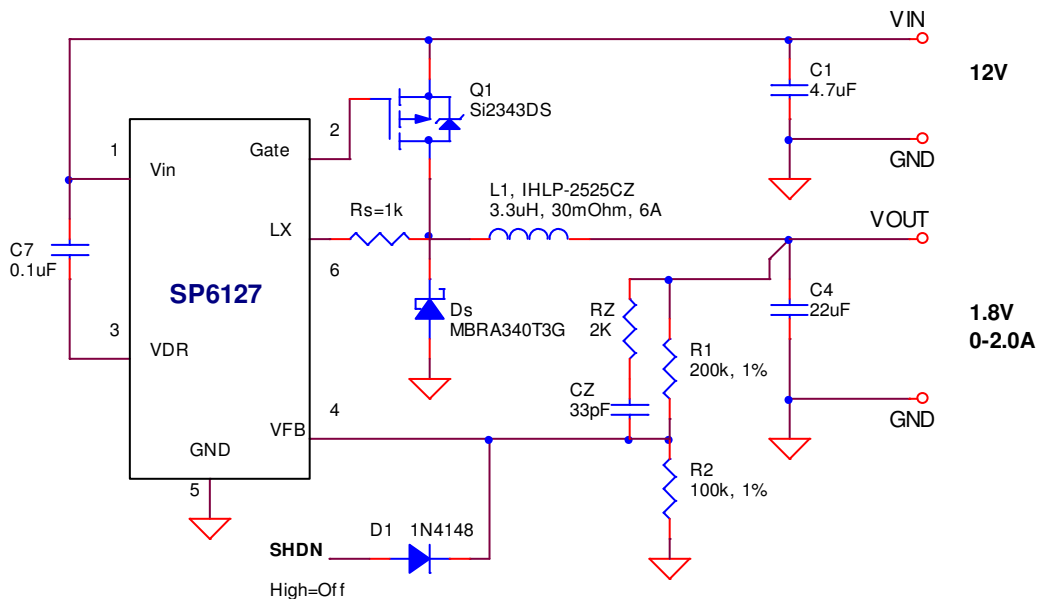 VIN
12V
C1
4.7uF
GND
Q1
Si2343DS
2
Gate
1
Vin
L1, IHLP-2525CZ
3.3uH, 30mOhm, 6A
Rs=1k
LX
6
VOUT
C7
0.1uF
SP6127
Ds
MBRA340T3G
RZ
2K
C4
22uF
1.8V
0-2.0A
3
VDR
R1
200k, 1%
CZ
33pF
4
VFB
GND
GND
5
R2
100k, 1%
D1 1N4148
SHDN
High=Off